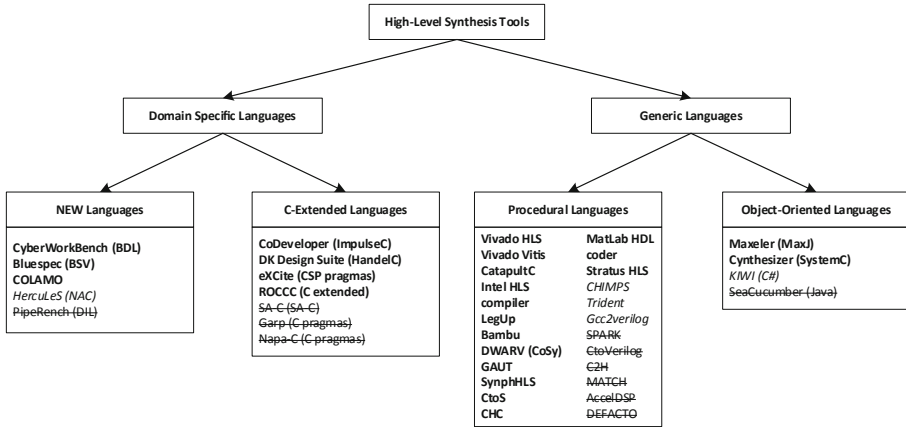 High-Level Synthesis Tools
Domain Specific Languages
Generic Languages
NEW Languages
CyberWorkBench (BDL)
Bluespec (BSV)
COLAMO
HercuLeS (NAC)
PipeRench (DIL)
C-Extended Languages
CoDeveloper (ImpulseC)
DK Design Suite (HandelC)
eXCite (CSP pragmas)
ROCCC (C extended)
SA-C (SA-C)
Garp (C pragmas)
Napa-C (C pragmas)
Procedural Languages
Vivado HLS
Vivado Vitis
CatapultC
Intel HLS
compiler
LegUp
Bambu
DWARV (CoSy)
GAUT
SynphHLS
CtoS
CHC
MatLab HDL
coder
Stratus HLS
CHIMPS
Trident
Gcc2verilog
SPARK
CtoVerilog
C2H
MATCH
AccelDSP
DEFACTO
Object-Oriented Languages
Maxeler (MaxJ)
Cynthesizer (SystemC)
KIWI (C#)
SeaCucumber (Java)